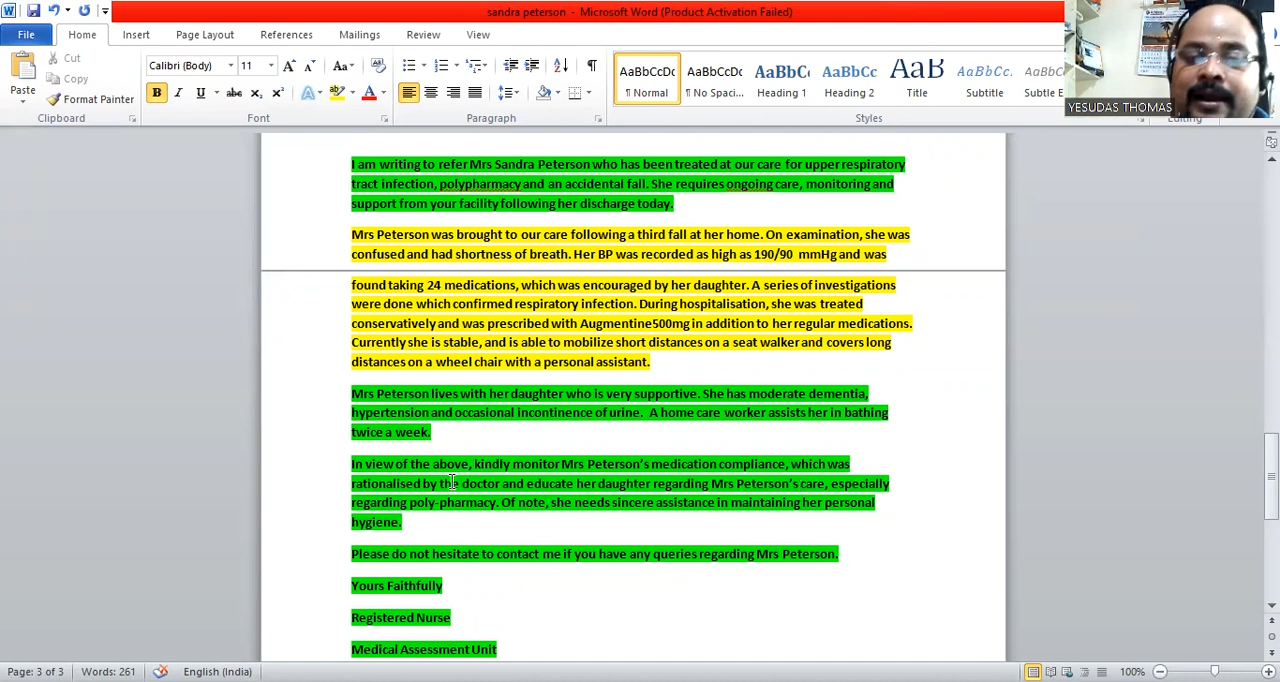 sandra peterson - Microsoft Word (Product Activation Failed)
File Home Insert Page Layout References Mailings Review View
Cut
Copy
Format Painter
Paste
Calibri (Body) 11
AaBbCcDc AaBbCcDc AaBbCc AaBbCc AaB AaBbCc. AaBbCc
¶ Normal ¶ No Spaci... Heading 1 Heading 2 Title Subtitle Subtle E
Clipboard Font Paragraph Styles Editing
YESUDAS THOMAS
I am writing to refer Mrs Sandra Peterson who has been treated at our care for upper respiratory
tract infection, polypharmacy and an accidental fall. She requires ongoing care, monitoring and
support from your facility following her discharge today.
Mrs Peterson was brought to our care following a third fall at her home. On examination, she was
confused and had shortness of breath. Her BP was recorded as high as 190/90 mmHg and was
found taking 24 medications, which was encouraged by her daughter. A series of investigations
were done which confirmed respiratory infection. During hospitalisation, she was treated
conservatively and was prescribed with Augmentine500mg in addition to her regular medications.
Currently she is stable, and is able to mobilize short distances on a seat walker and covers long
distances on a wheel chair with a personal assistant.
Mrs Peterson lives with her daughter who is very supportive. She has moderate dementia,
hypertension and occasional incontinence of urine. A home care worker assists her in bathing
twice a week.
In view of the above, kindly monitor Mrs Peterson's medication compliance, which was
rationalised by the doctor and educate her daughter regarding Mrs Peterson's care, especially
regarding poly-pharmacy. Of note, she needs sincere assistance in maintaining her personal
hygiene.
Please do not hesitate to contact me if you have any queries regarding Mrs Peterson.
Yours Faithfully
Registered Nurse
Medical Assessment Unit
Page: 3 of 3 Words: 261 English (India) 100%